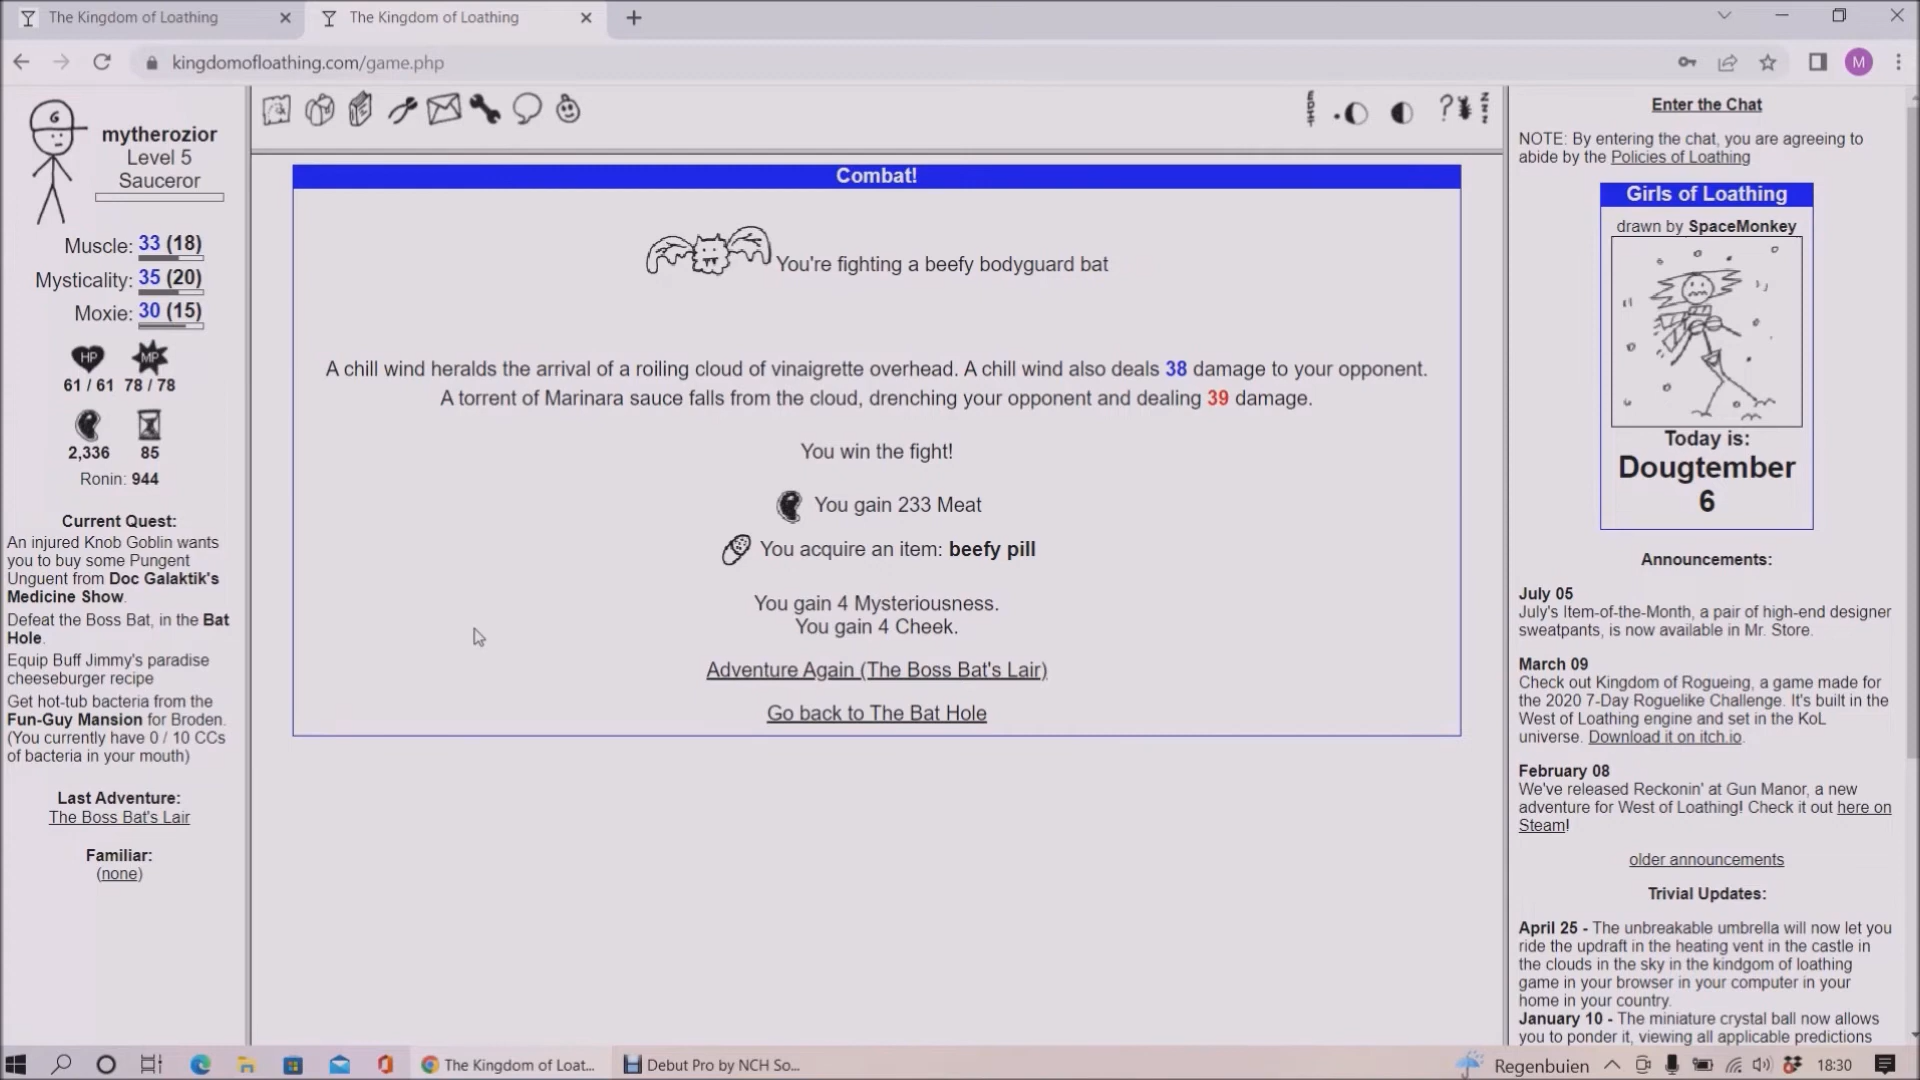 The Kingdom of Loathing
The Kingdom of Loathing
kingdomofloathing.com/game.php
M
G
mytherozior
Level 5
Sauceror
Muscle: 33 (18)
Mysticality: 35 (20)
Moxie: 30 (15)
HP MP
61 / 61 78 / 78
2,336 85
Ronin: 944
Current Quest:
An injured Knob Goblin wants
you to buy some Pungent
Unguent from Doc Galaktik's
Medicine Show.
Defeat the Boss Bat, in the Bat
Hole.
Equip Buff Jimmy's paradise
cheeseburger recipe
Get hot-tub bacteria from the
Fun-Guy Mansion for Broden.
(You currently have 0 / 10 CCs
of bacteria in your mouth)
Last Adventure:
The Boss Bat's Lair
Familiar:
(none)
Combat!
You're fighting a beefy bodyguard bat
A chill wind heralds the arrival of a roiling cloud of vinaigrette overhead. A chill wind also deals 38 damage to your opponent.
A torrent of Marinara sauce falls from the cloud, drenching your opponent and dealing 39 damage.
You win the fight!
You gain 233 Meat
You acquire an item: beefy pill
You gain 4 Mysteriousness.
You gain 4 Cheek.
Adventure Again (The Boss Bat's Lair)
Go back to The Bat Hole
Enter the Chat
NOTE: By entering the chat, you are agreeing to
abide by the Policies of Loathing
Girls of Loathing
drawn by SpaceMonkey
Today is:
Dougtember
6
Announcements:
July 05
July's Item-of-the-Month, a pair of high-end designer
sweatpants, is now available in Mr. Store.
March 09
Check out Kingdom of Rogueing, a game made for
the 2020 7-Day Roguelike Challenge. It's built in the
West of Loathing engine and set in the KoL
universe. Download it on itch.io.
February 08
We've released Reckonin' at Gun Manor, a new
adventure for West of Loathing! Check it out here on
Steam!
older announcements
Trivial Updates:
April 25 - The unbreakable umbrella will now let you
ride the updraft in the heating vent in the castle in
the clouds in the sky in the kindgom of loathing
game in your browser in your computer in your
home in your country.
January 10 - The miniature crystal ball now allows
you to ponder it, viewing all applicable predictions
The Kingdom of Loat...
Debut Pro by NCH So...
Regenbuien
18:30